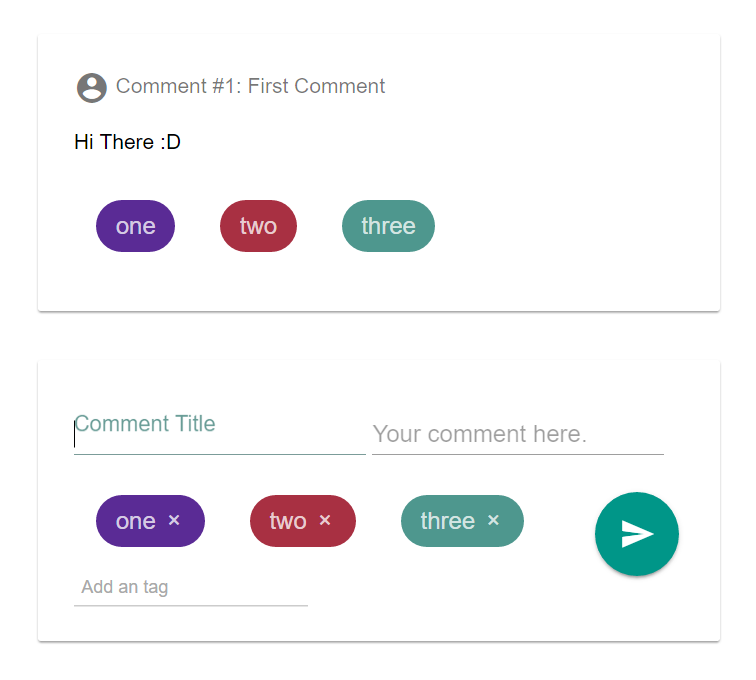 Comment #1: First Comment
Hi There :D
one two three
Comment Title Your comment here.
one × two × three ×
Add an tag